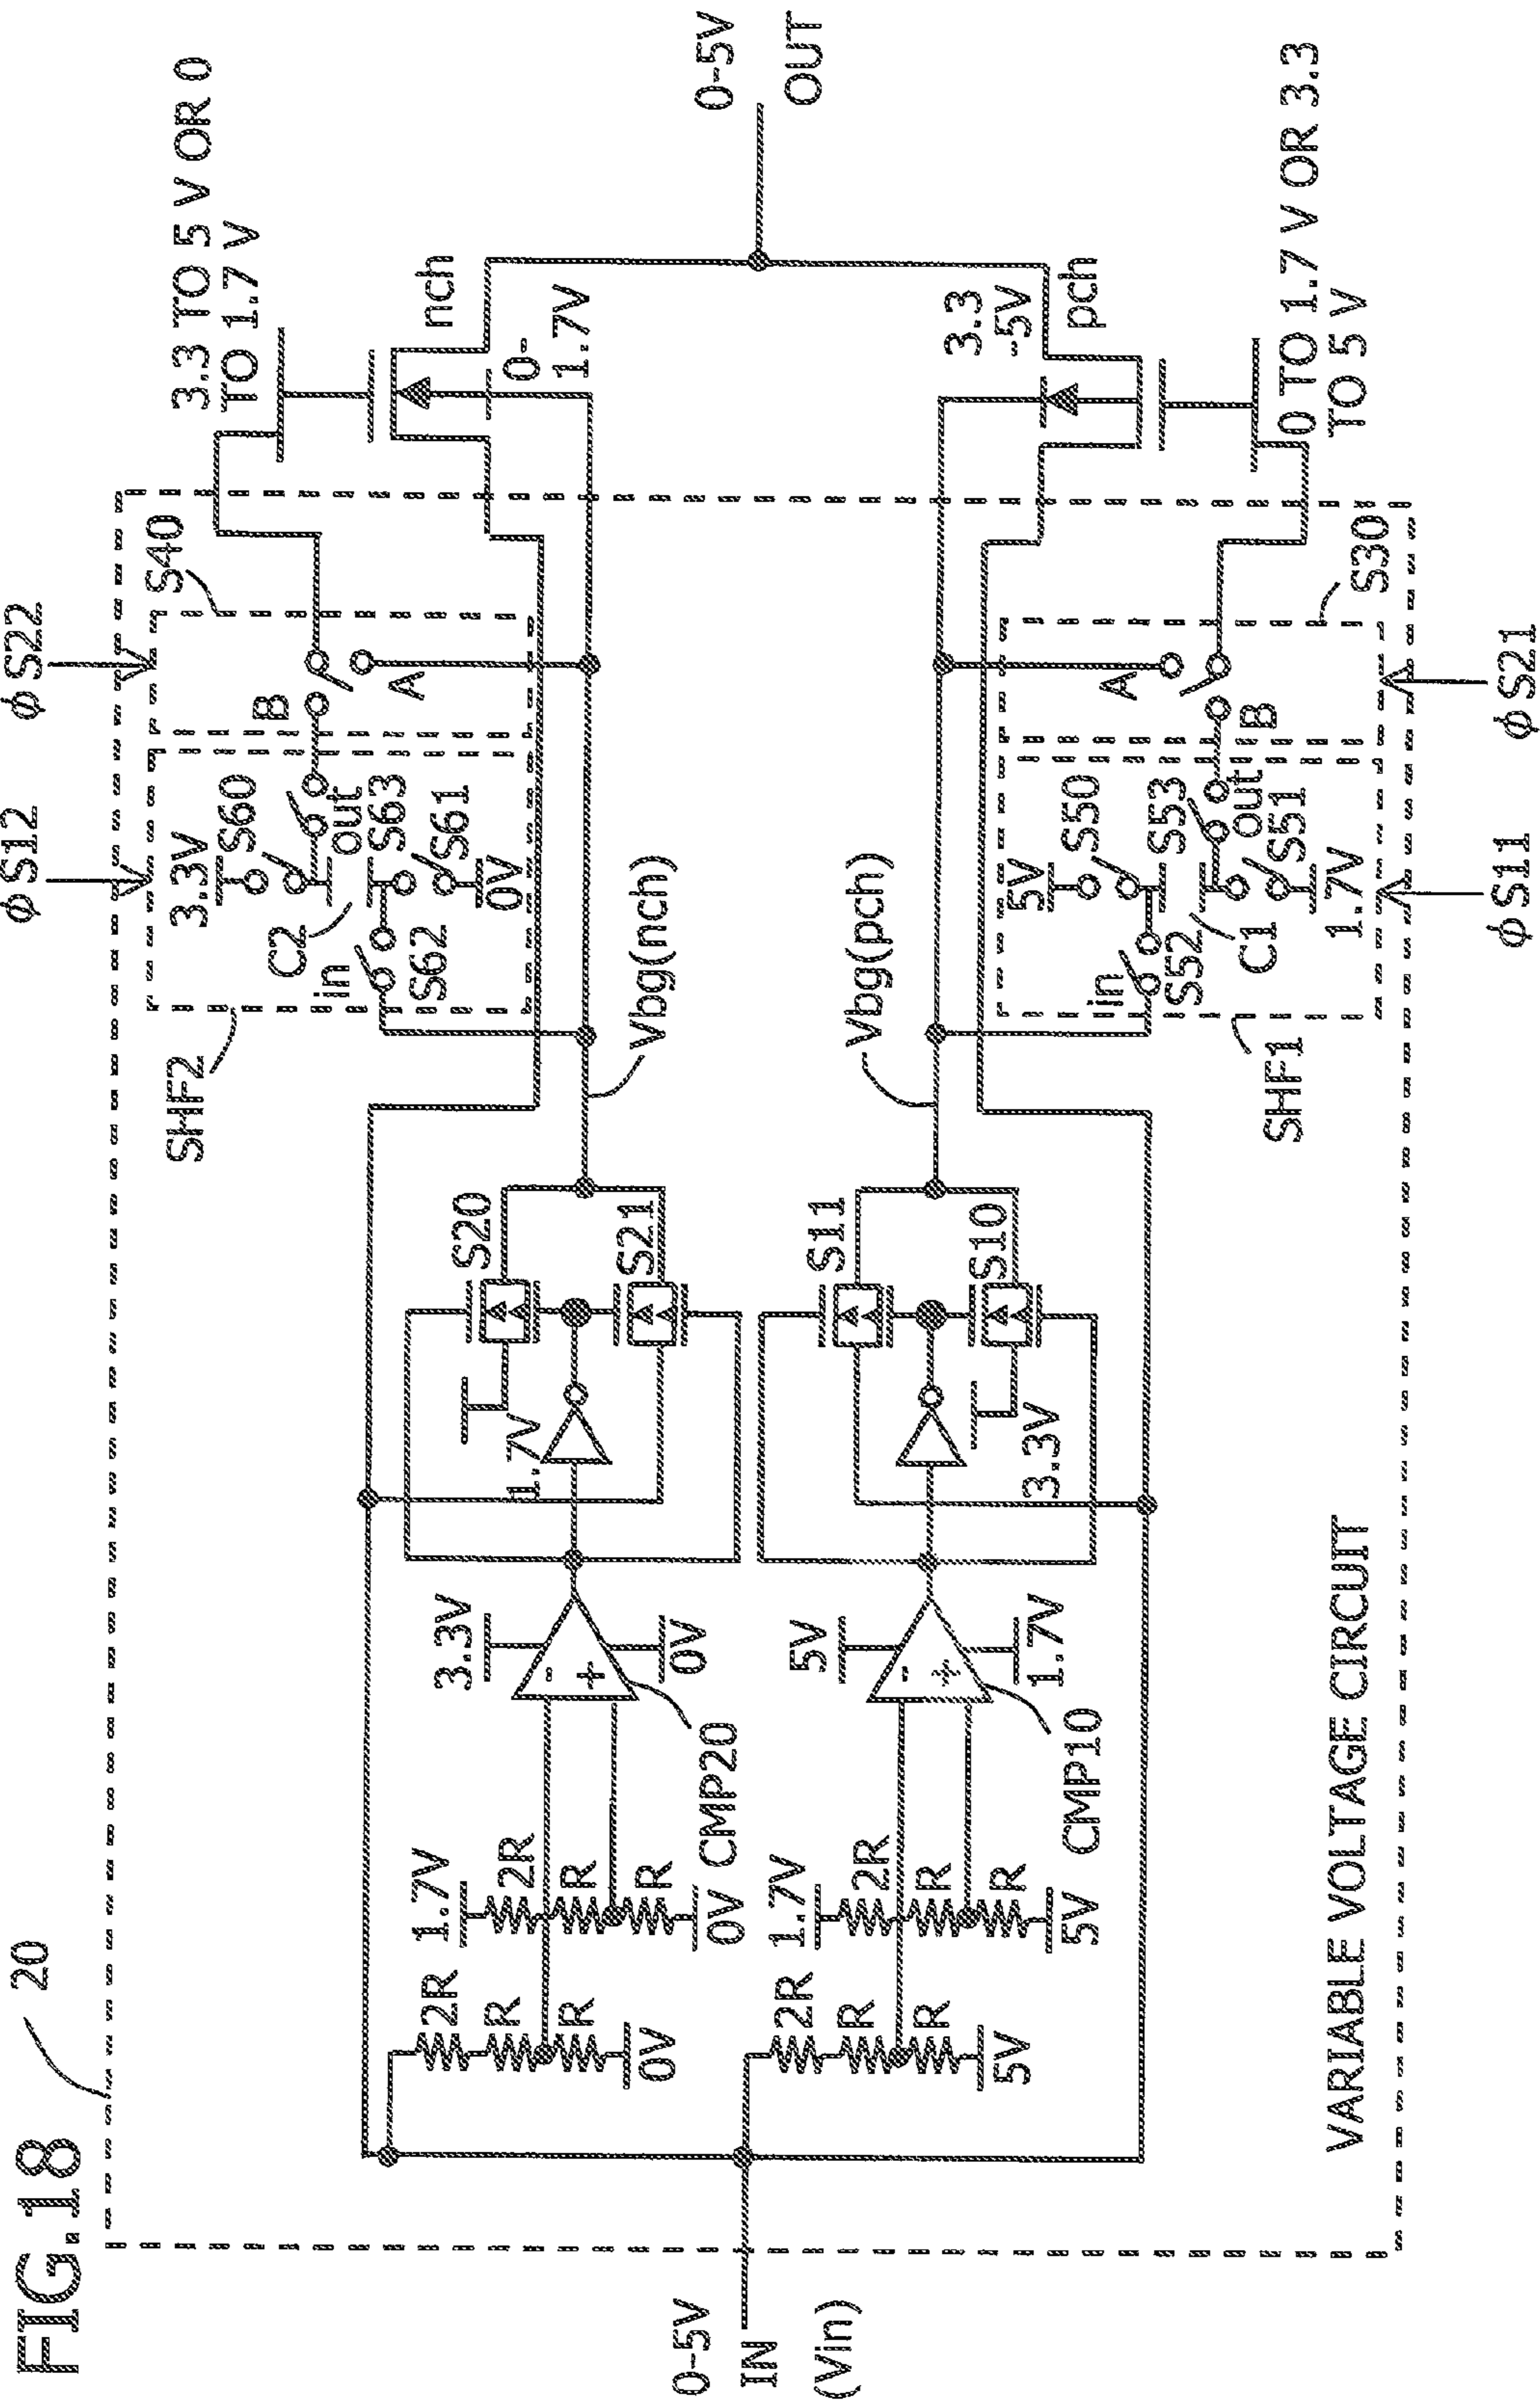 FIG.18
20
φS12
φS22
3.3 TO 5 V OR 0
TO 1.7 V
SHF2
3.3V
S60
B
S40
C2
out
A
in
S63
S62
S61
0V
nch
0-
1.7V
Vbg(nch)
2R
R
R
0V
1.7V
2R
R
R
0V
CMP20
3.3V
-
+
0V
1.7V
S20
S21
0-5V
IN
(Vin)
0-5V
OUT
2R
R
R
5V
1.7V
2R
R
R
5V
CMP10
5V
-
+
1.7V
3.3V
S11
S10
Vbg(pch)
3.3
-5V
pch
5V
S50
A
in
S53
S52
C1
out
S51
B
1.7V
SHF1
S30
0 TO 1.7 V OR 3.3
TO 5 V
φS11
φS21
VARIABLE VOLTAGE CIRCUIT